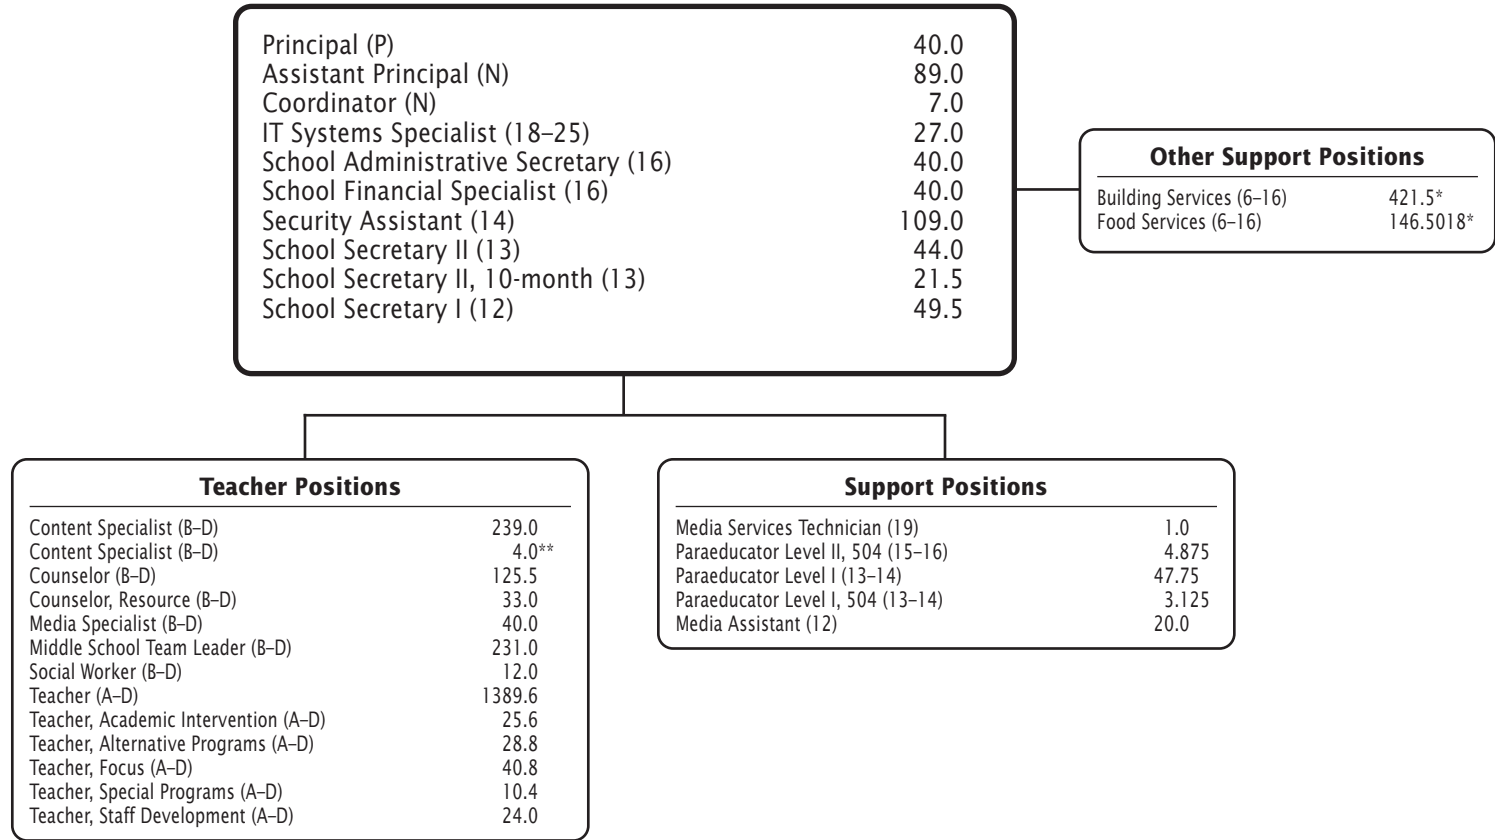 Principal (P) 40.0
Assistant Principal (N) 89.0
Coordinator (N) 7.0
IT Systems Specialist (18–25) 27.0
School Administrative Secretary (16) 40.0
School Financial Specialist (16) 40.0
Security Assistant (14) 109.0
School Secretary II (13) 44.0
School Secretary II, 10-month (13) 21.5
School Secretary I (12) 49.5
Other Support Positions
Building Services (6–16) 421.5*
Food Services (6–16) 146.5018*
Teacher Positions
Content Specialist (B–D) 239.0
Content Specialist (B–D) 4.0**
Counselor (B–D) 125.5
Counselor, Resource (B–D) 33.0
Media Specialist (B–D) 40.0
Middle School Team Leader (B–D) 231.0
Social Worker (B–D) 12.0
Teacher (A–D) 1389.6
Teacher, Academic Intervention (A–D) 25.6
Teacher, Alternative Programs (A–D) 28.8
Teacher, Focus (A–D) 40.8
Teacher, Special Programs (A–D) 10.4
Teacher, Staff Development (A–D) 24.0
Support Positions
Media Services Technician (19) 1.0
Paraeducator Level II, 504 (15–16) 4.875
Paraeducator Level I (13–14) 47.75
Paraeducator Level I, 504 (13–14) 3.125
Media Assistant (12) 20.0